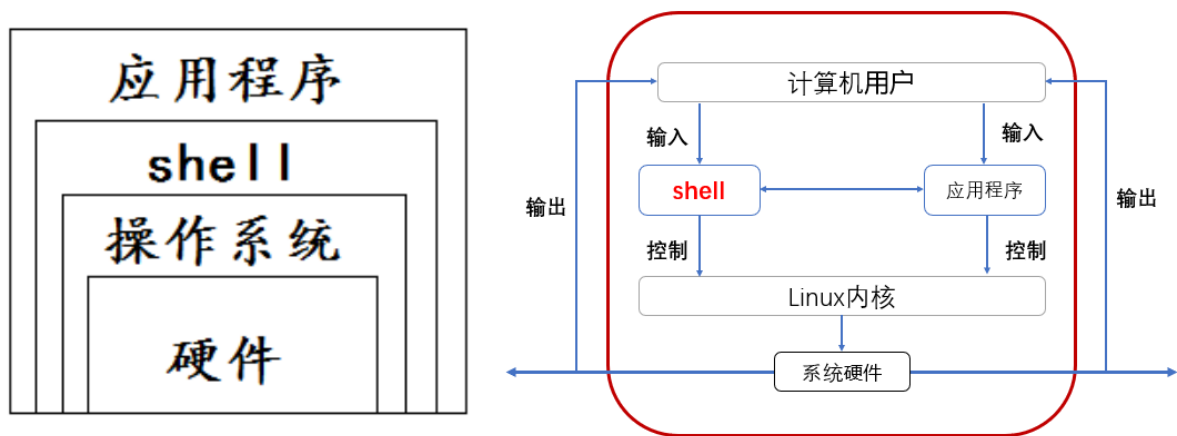 应用程序
shell
操作系统
硬件
计算机用户
输入
输入
shell
应用程序
输出
输出
控制
控制
Linux内核
系统硬件